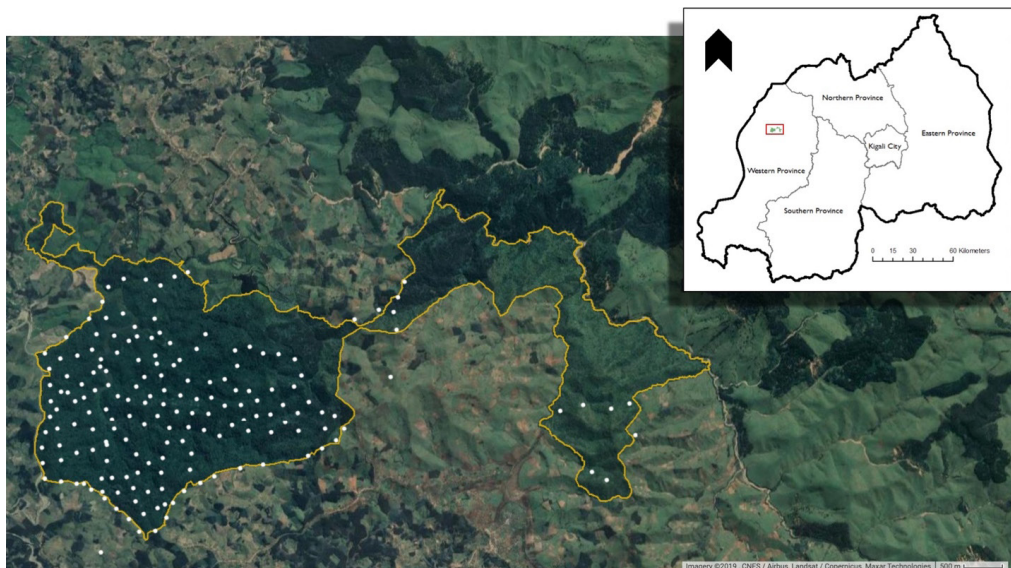 Northern Province
Eastern Province
Kigali City
Western Province
Southern Province
0 15 30 60 Kilometers
Imagery ©2019, CNES / Airbus, Landsat / Copernicus, Maxar Technologies 500 m